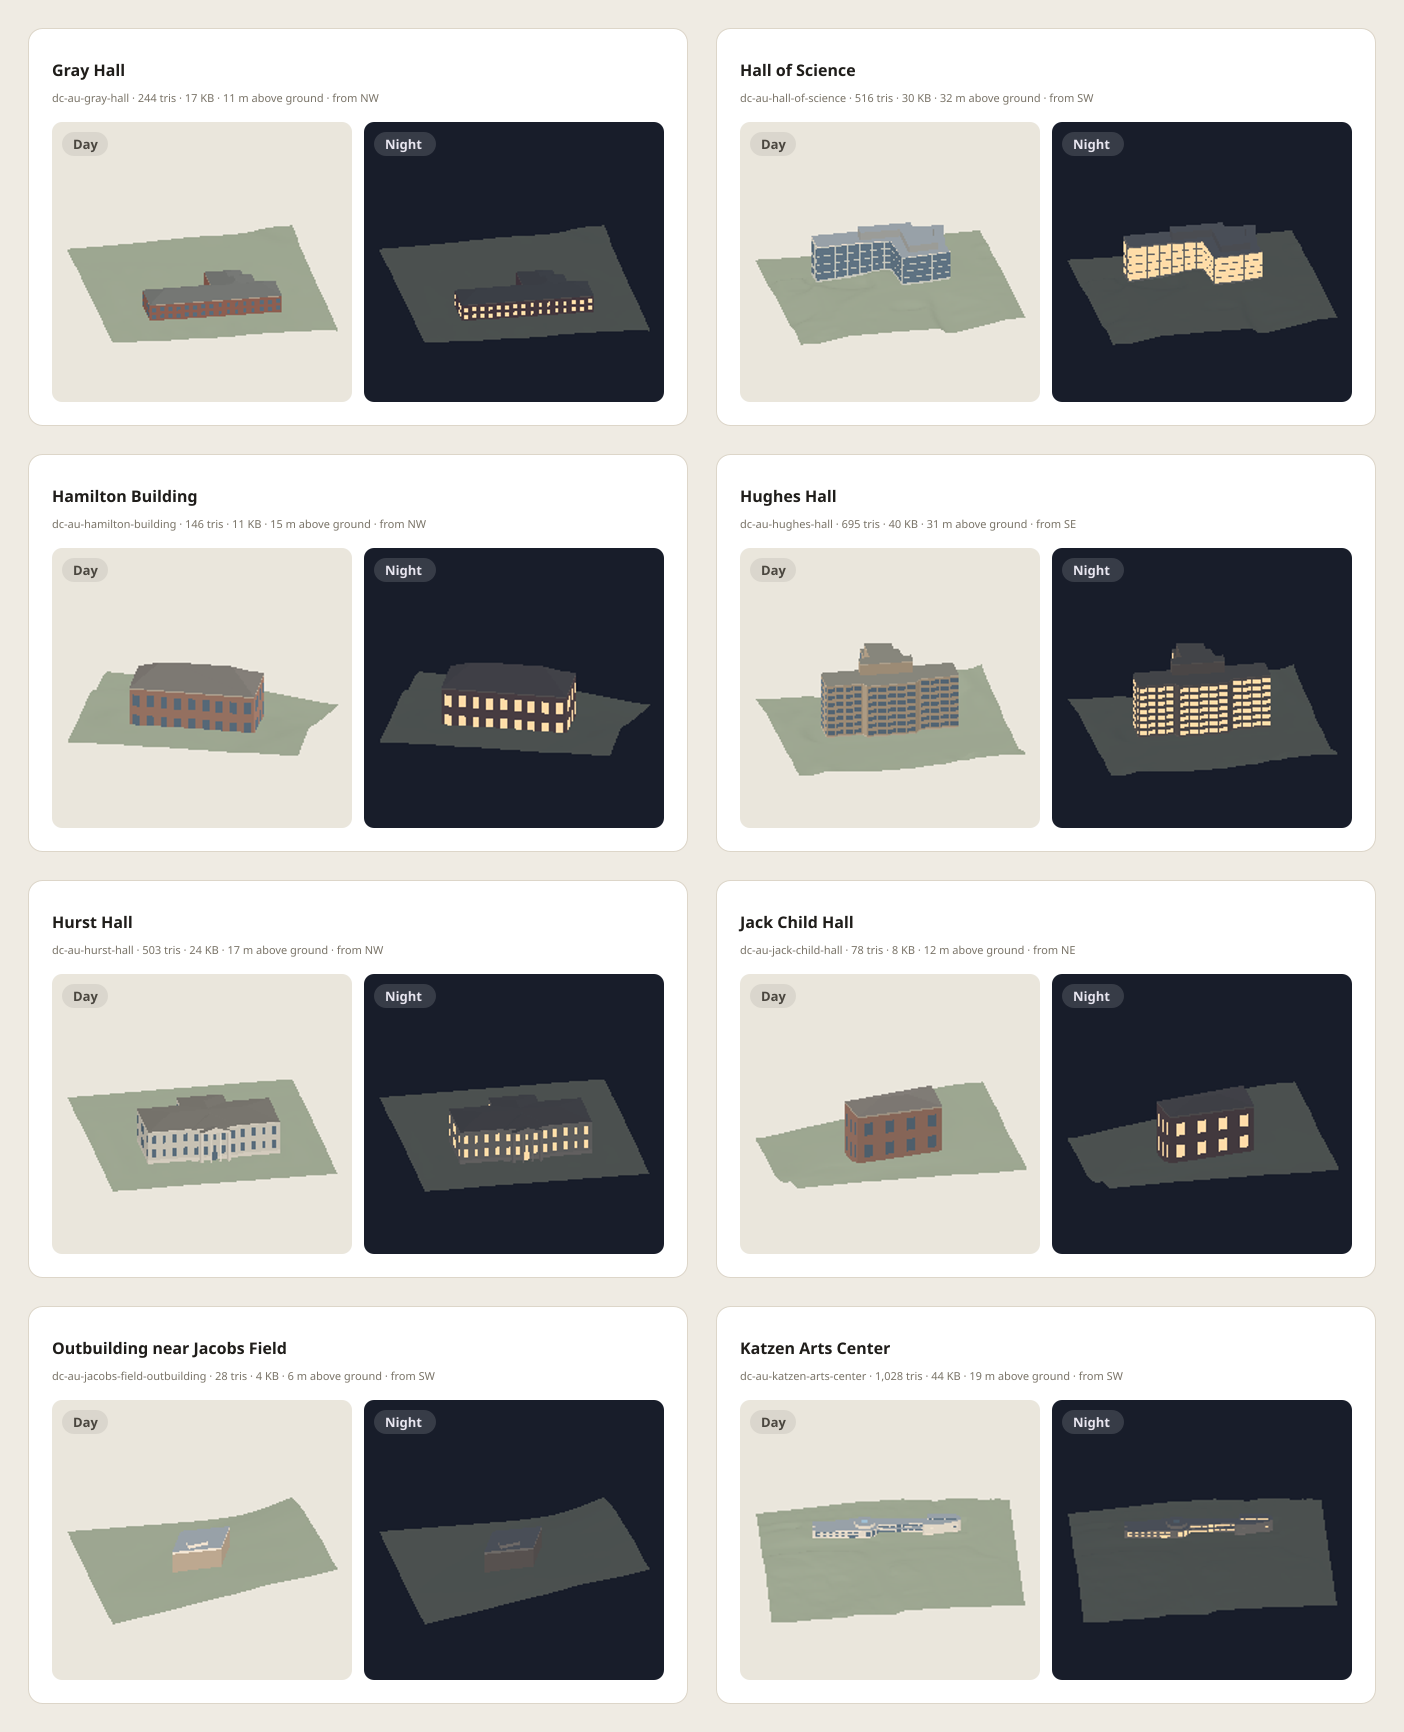 Gray Hall
dc-au-gray-hall · 244 tris · 17 KB · 11 m above ground · from NW
Day
Night
Hall of Science
dc-au-hall-of-science · 516 tris · 30 KB · 32 m above ground · from SW
Day
Night
Hamilton Building
dc-au-hamilton-building · 146 tris · 11 KB · 15 m above ground · from NW
Day
Night
Hughes Hall
dc-au-hughes-hall · 695 tris · 40 KB · 31 m above ground · from SE
Day
Night
Hurst Hall
dc-au-hurst-hall · 503 tris · 24 KB · 17 m above ground · from NW
Day
Night
Jack Child Hall
dc-au-jack-child-hall · 78 tris · 8 KB · 12 m above ground · from NE
Day
Night
Outbuilding near Jacobs Field
dc-au-jacobs-field-outbuilding · 28 tris · 4 KB · 6 m above ground · from SW
Day
Night
Katzen Arts Center
dc-au-katzen-arts-center · 1,028 tris · 44 KB · 19 m above ground · from SW
Day
Night